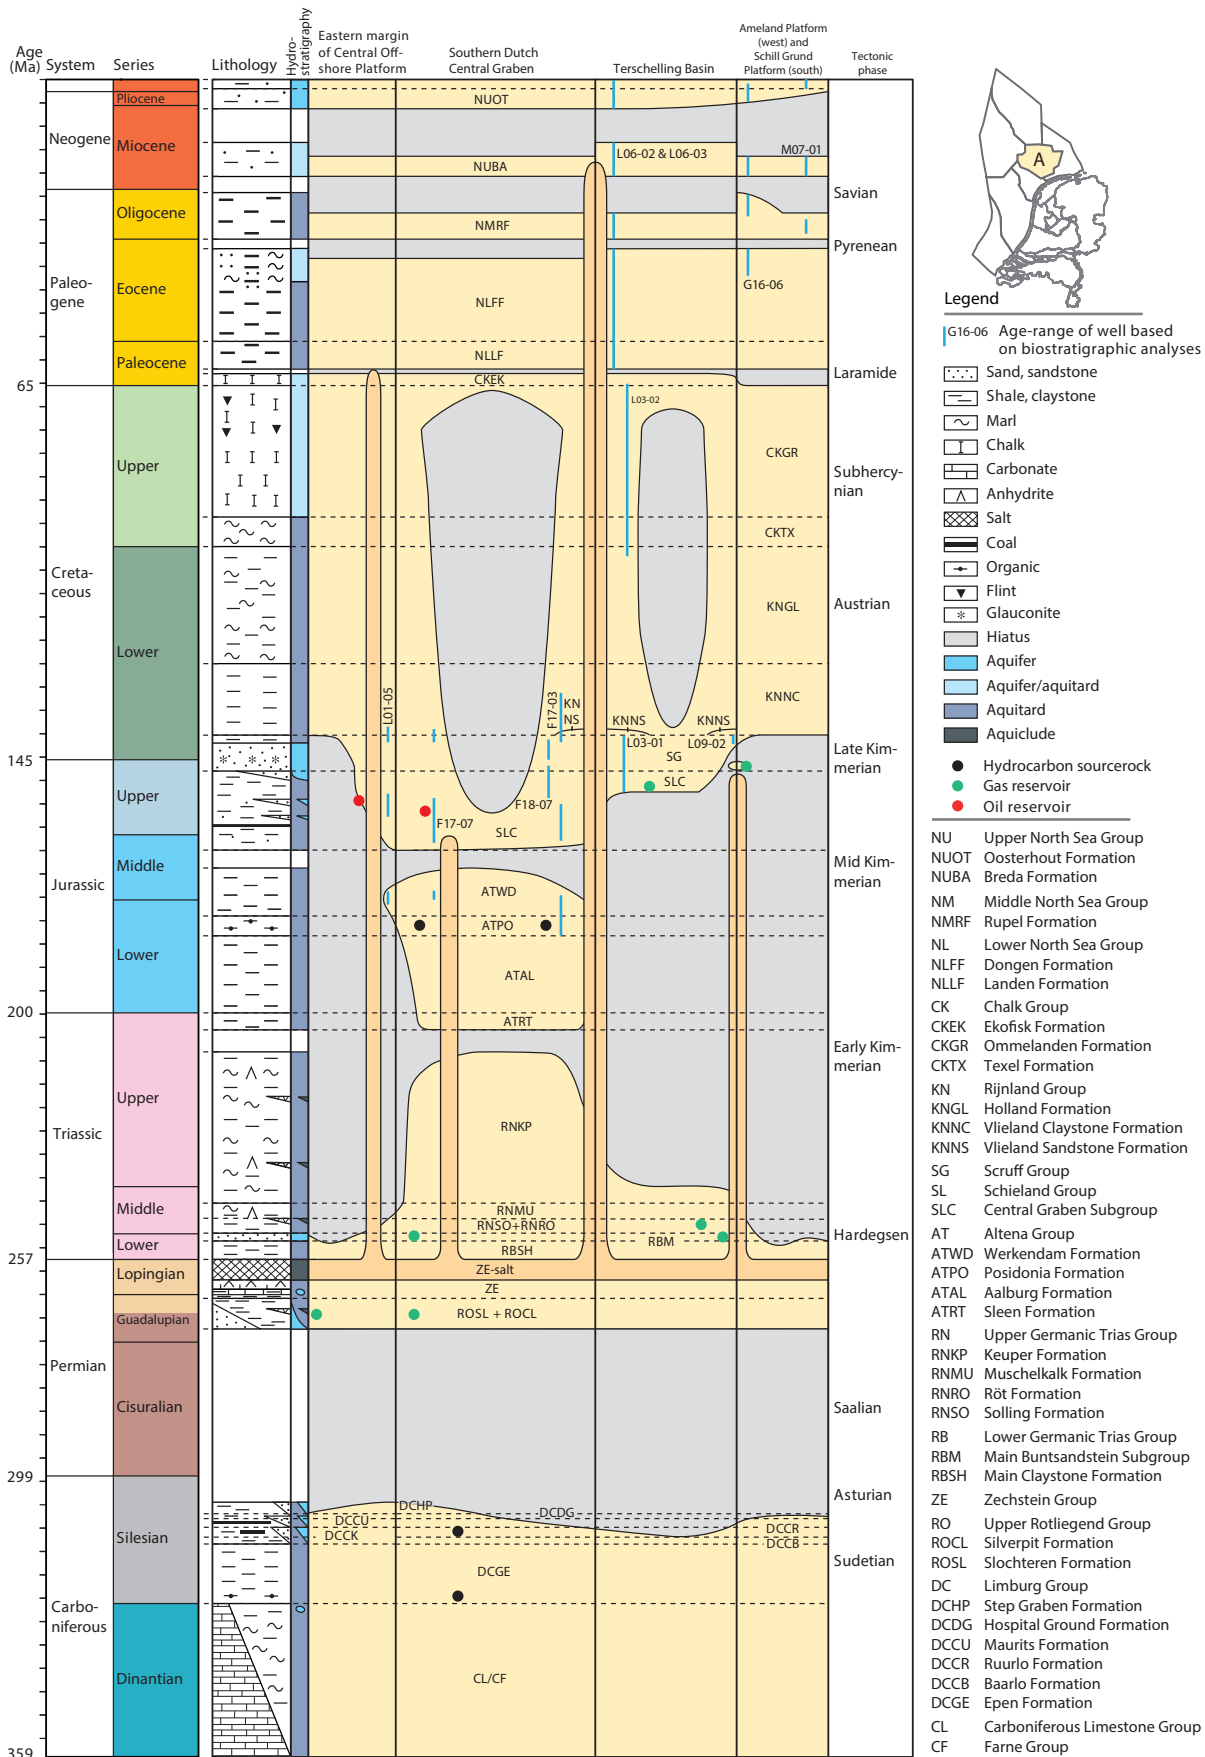 Age
(Ma)
System
Series
Lithology
Hydro-
stratigraphy
Eastern margin
of Central Off-
shore Platform
Southern Dutch
Central Graben
Terschelling Basin
Ameland Platform
(west) and
Schill Grund
Platform (south)
Tectonic
phase
Neogene
Pliocene
Miocene
Paleo-
gene
Oligocene
Eocene
Paleocene
65
Creta-
ceous
Upper
Lower
145
Jurassic
Upper
Middle
Lower
200
Triassic
Upper
Middle
Lower
257
Permian
Lopingian
Guadalupian
Cisuralian
299
Carbo-
niferous
Silesian
Dinantian
359
NUOT
L06-02 & L06-03
M07-01
NUBA
NMRF
G16-06
NLFF
NLLF
CKEK
L03-02
CKGR
CKTX
KNGL
KNNC
L01-05
F17-03
KN
NS
KNNS
KNNS
L03-01
L09-02
SG
SLC
F18-07
F17-07
SLC
ATWD
ATPO
ATAL
ATRT
RNKP
RNMU
RNSO+RNRO
RBM
RBSH
ZE-salt
ZE
ROSL + ROCL
DCHP
DCDG
DCCU
DCCK
DCCR
DCCB
DCGE
CL/CF
Savian
Pyrenean
Laramide
Subhercy-
nian
Austrian
Late Kim-
merian
Mid Kim-
merian
Early Kim-
merian
Hardegsen
Saalian
Asturian
Sudetian
A
Legend
G16-06 Age-range of well based
on biostratigraphic analyses
Sand, sandstone
Shale, claystone
Marl
Chalk
Carbonate
Anhydrite
Salt
Coal
Organic
Flint
Glauconite
Hiatus
Aquifer
Aquifer/aquitard
Aquitard
Aquiclude
Hydrocarbon sourcerock
Gas reservoir
Oil reservoir
NU Upper North Sea Group
NUOT Oosterhout Formation
NUBA Breda Formation
NM Middle North Sea Group
NMRF Rupel Formation
NL Lower North Sea Group
NLFF Dongen Formation
NLLF Landen Formation
CK Chalk Group
CKEK Ekofisk Formation
CKGR Ommelanden Formation
CKTX Texel Formation
KN Rijnland Group
KNGL Holland Formation
KNNC Vlieland Claystone Formation
KNNS Vlieland Sandstone Formation
SG Scruff Group
SL Schieland Group
SLC Central Graben Subgroup
AT Altena Group
ATWD Werkendam Formation
ATPO Posidonia Formation
ATAL Aalburg Formation
ATRT Sleen Formation
RN Upper Germanic Trias Group
RNKP Keuper Formation
RNMU Muschelkalk Formation
RNRO Röt Formation
RNSO Solling Formation
RB Lower Germanic Trias Group
RBM Main Buntsandstein Subgroup
RBSH Main Claystone Formation
ZE Zechstein Group
RO Upper Rotliegend Group
ROCL Silverpit Formation
ROSL Slochteren Formation
DC Limburg Group
DCHP Step Graben Formation
DCDG Hospital Ground Formation
DCCU Maurits Formation
DCCR Ruurlo Formation
DCCB Baarlo Formation
DCGE Epen Formation
CL Carboniferous Limestone Group
CF Farne Group